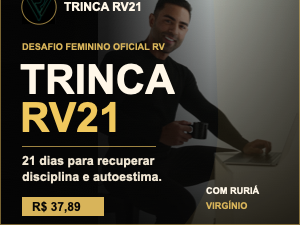 TRINCA RV21
DESAFIO FEMININO OFICIAL RV
TRINCA
RV21
21 dias para recuperar
disciplina e autoestima.
COM RURIÁ
VIRGÍNIO
R$ 37,89